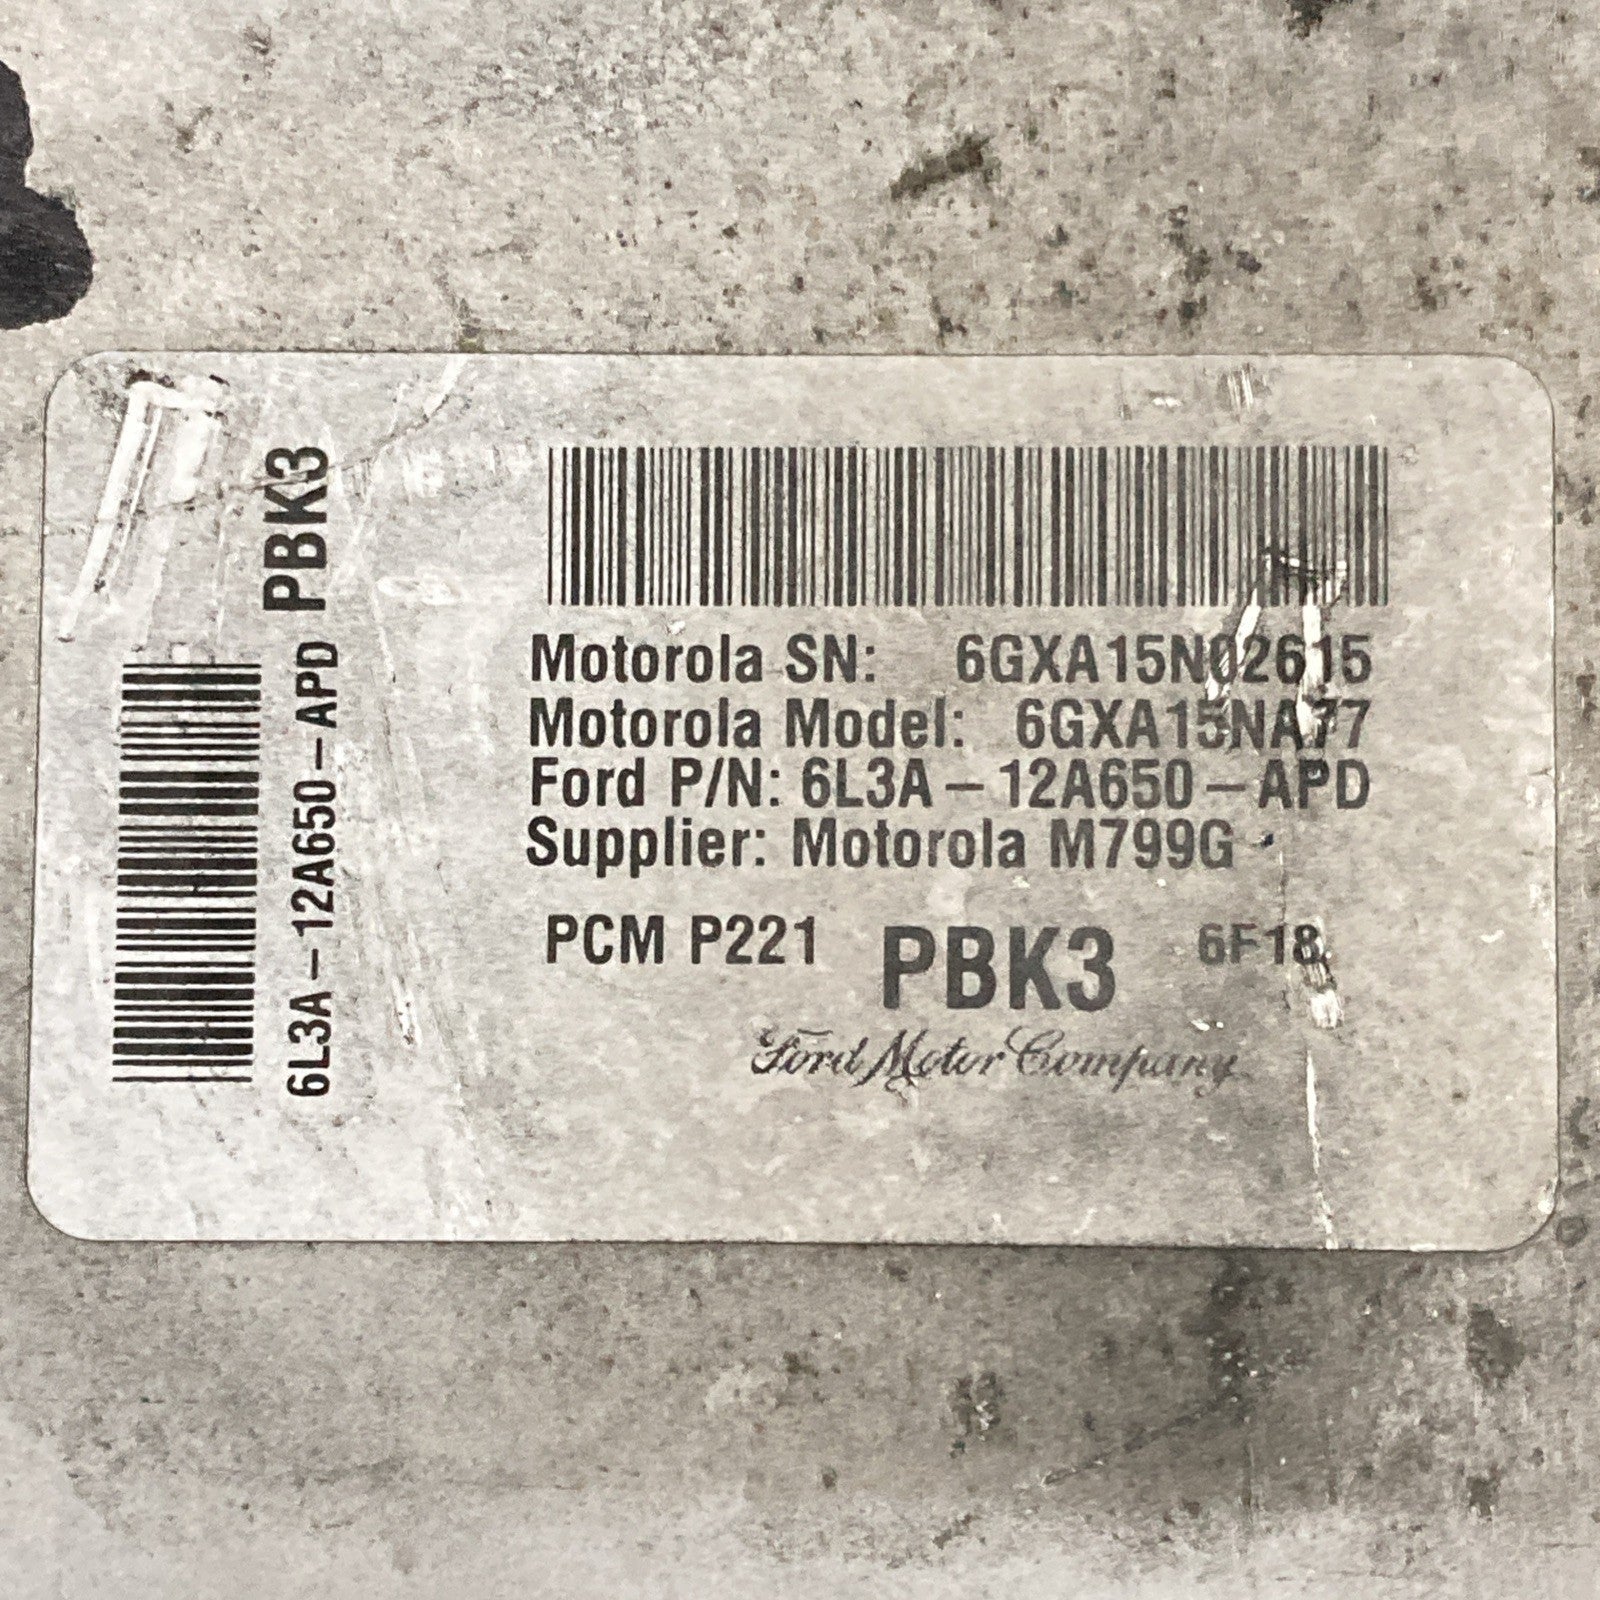 PBK3
6L3A-12A650-APD
Motorola SN: 6GXA15N02615
Motorola Model: 6GXA15NA77
Ford P/N: 6L3A-12A650-APD
Supplier: Motorola M799G
PCM P221 PBK3 6F18
Ford Motor Company